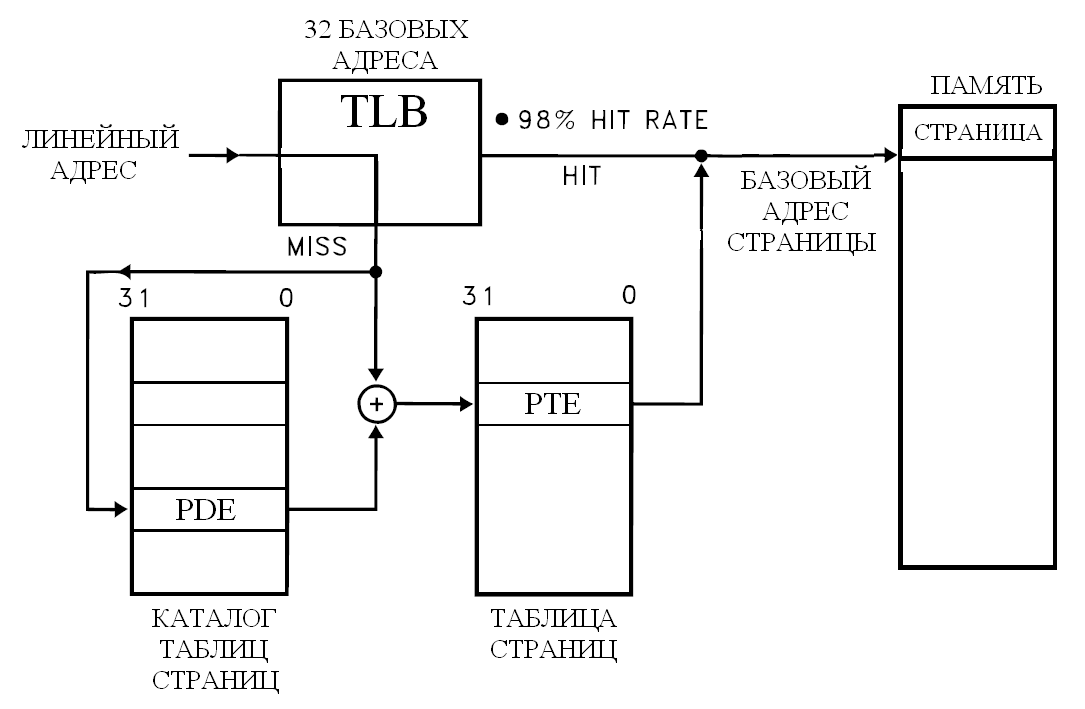 32 БАЗОВЫХ
АДРЕСА
TLB
ЛИНЕЙНЫЙ
АДРЕС
• 98% HIT RATE
HIT
MISS
ПАМЯТЬ
СТРАНИЦА
БАЗОВЫЙ
АДРЕС
СТРАНИЦЫ
31 0
PDE
КАТАЛОГ
ТАБЛИЦ
СТРАНИЦ
+
31 0
PTE
ТАБЛИЦА
СТРАНИЦ